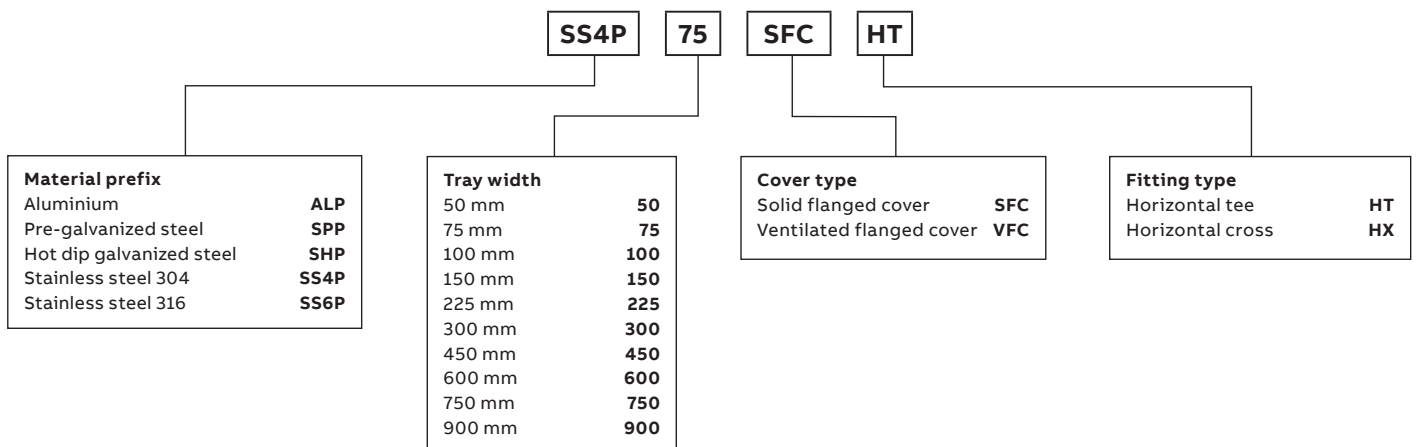 SS4P 75 SFC HT
Material prefix
Aluminium ALP
Pre-galvanized steel SPP
Hot dip galvanized steel SHP
Stainless steel 304 SS4P
Stainless steel 316 SS6P
Tray width
50 mm 50
75 mm 75
100 mm 100
150 mm 150
225 mm 225
300 mm 300
450 mm 450
600 mm 600
750 mm 750
900 mm 900
Cover type
Solid flanged cover SFC
Ventilated flanged cover VFC
Fitting type
Horizontal tee HT
Horizontal cross HX